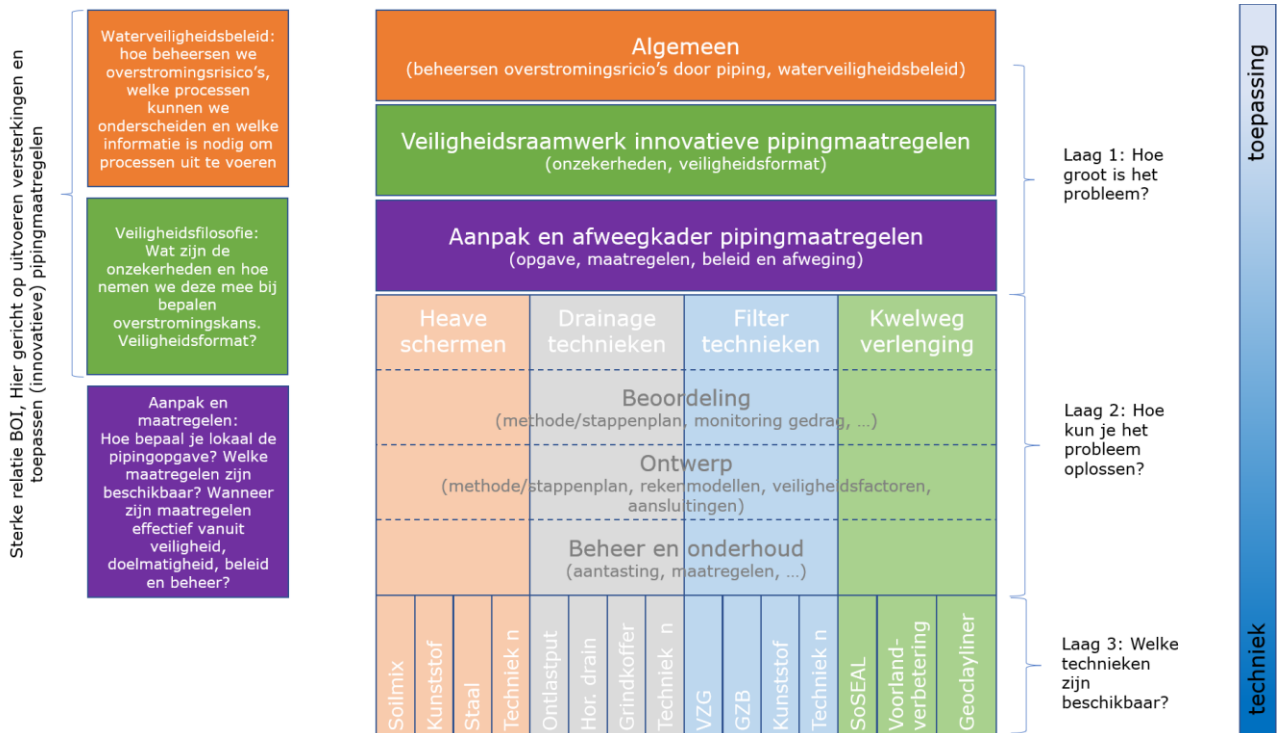 Sterke relatie BOI, Hier gericht op uitvoeren versterkingen en
toepassen (innovatieve) pipingmaatregelen
Waterveiligheidsbeleid:
hoe beheersen we
overstromingsrisico's,
welke processen
kunnen we
onderscheiden en welke
informatie is nodig om
processen uit te voeren
Veiligheidsfilosofie:
Wat zijn de
onzekerheden en hoe
nemen we deze mee bij
bepalen
overstromingskans.
Veiligheidsformat?
Aanpak en
maatregelen:
Hoe bepaal je lokaal de
pipingopgave? Welke
maatregelen zijn
beschikbaar? Wanneer
zijn maatregelen
effectief vanuit
veiligheid,
doelmatigheid, beleid
en beheer?
Algemeen
(beheersen overstromingsricio's door piping, waterveiligheidsbeleid)
Veiligheidsraamwerk innovatieve pipingmaatregelen
(onzekerheden, veiligheidsformat)
Aanpak en afweegkader pipingmaatregelen
(opgave, maatregelen, beleid en afweging)
Heave
schermen
Drainage
technieken
Filter
technieken
Kwelweg
verlenging
Beoordeling
(methode/stappenplan, monitoring gedrag, ...)
Ontwerp
(methode/stappenplan, rekenmodellen, veiligheidsfactoren,
aansluitingen)
Beheer en onderhoud
(aantasting, maatregelen, ...)
Soilmix
Kunststof
Staal
Techniek n
Ontlastput
Hor. drain
Grindkoffer
Techniek n
VZG
GZB
Kunststof
Techniek n
SoSEAL
Voorland-
verbetering
Geoclayliner
Laag 1: Hoe
groot is het
probleem?
Laag 2: Hoe
kun je het
probleem
oplossen?
Laag 3: Welke
technieken
zijn
beschikbaar?
toepassing
techniek